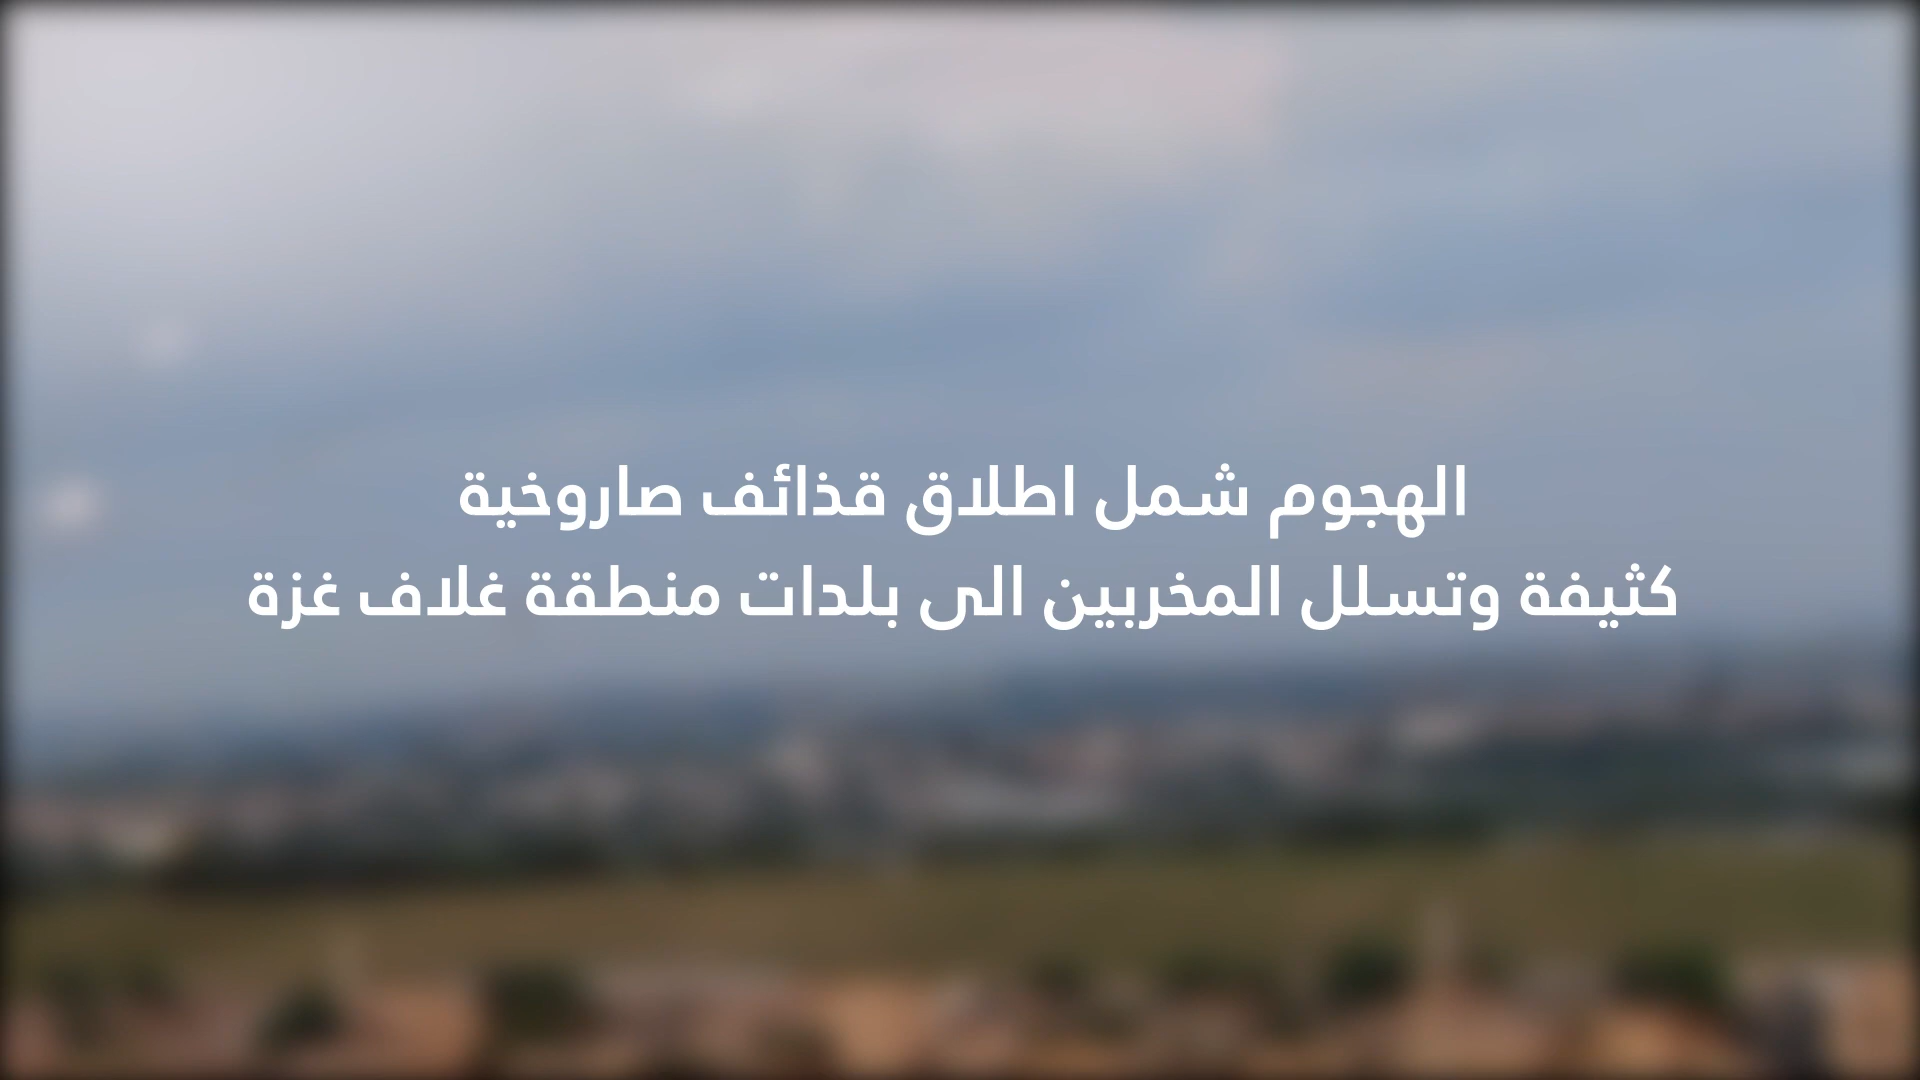 الهجوم شمل اطلاق قذائف صاروخية
كثيفة وتسلل المخربين الى بلدات منطقة غلاف غزة